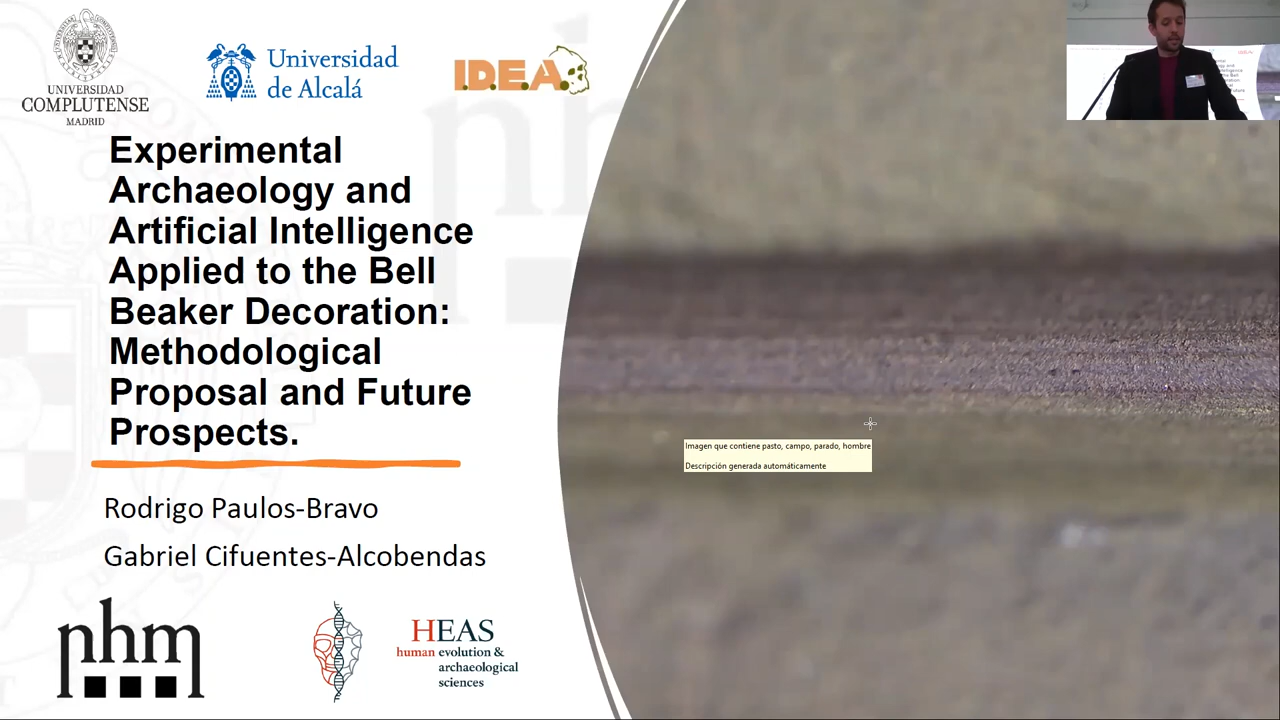 UNIVERSIDAD
COMPLUTENSE
MADRID
Universidad
de Alcalá
I.D.E.A.
Experimental
Archaeology and
Artificial Intelligence
Applied to the Bell
Beaker Decoration:
Methodological
Proposal and Future
Prospects.
Rodrigo Paulos-Bravo
Gabriel Cifuentes-Alcobendas
nhm
HEAS
human evolution &
archaeological
sciences
Imagen que contiene pasto, campo, parado, hombre
Descripción generada automáticamente